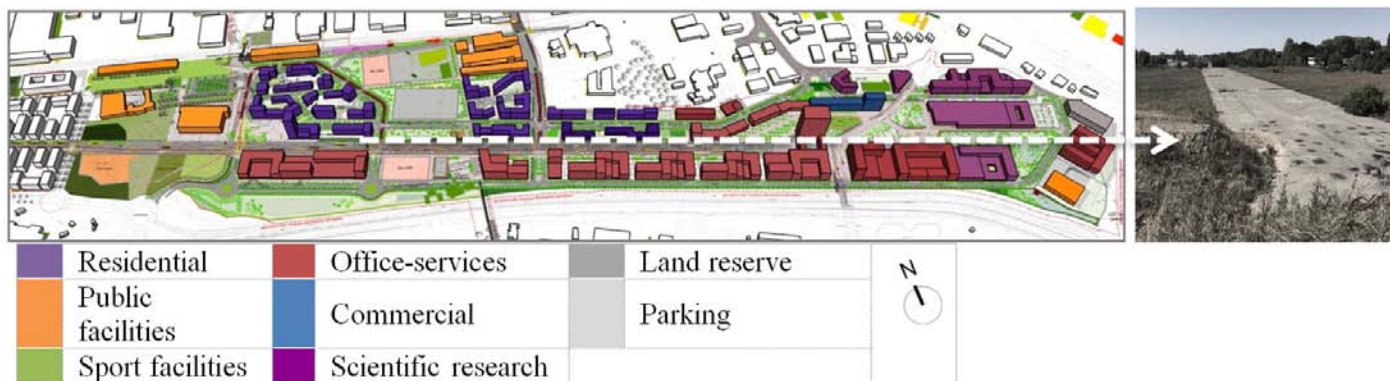 Residential
Office-services
Land reserve
Public
facilities
Commercial
Parking
Sport facilities
Scientific research
N